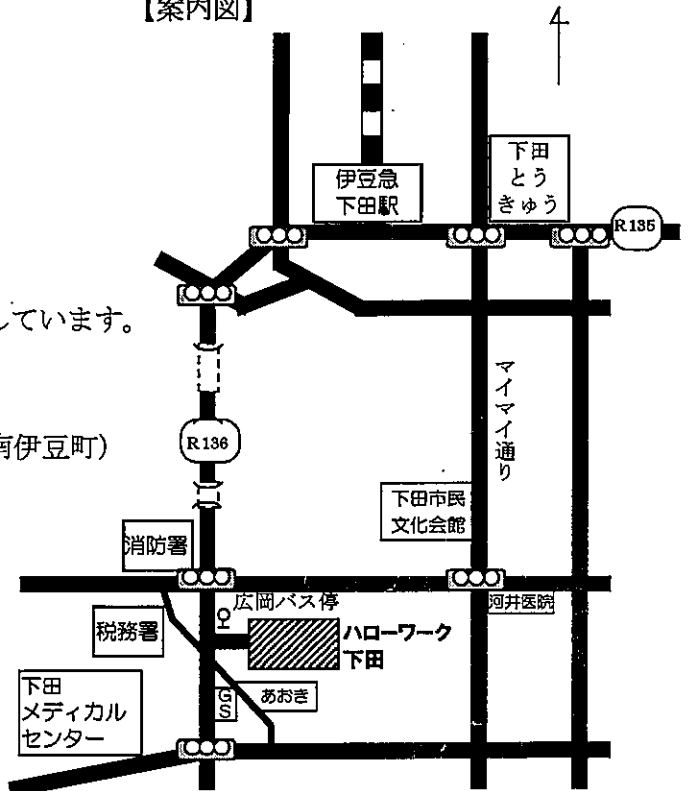 【案内図】
伊豆急
下田駅
下田
とう
きゅう
R135
しています。
マイマイ通り
南伊豆町)
R136
下田市民
文化会館
消防署
広岡バス停
河井医院
税務署
ハローワーク
下田
下田
メディカル
センター
GS
あおき